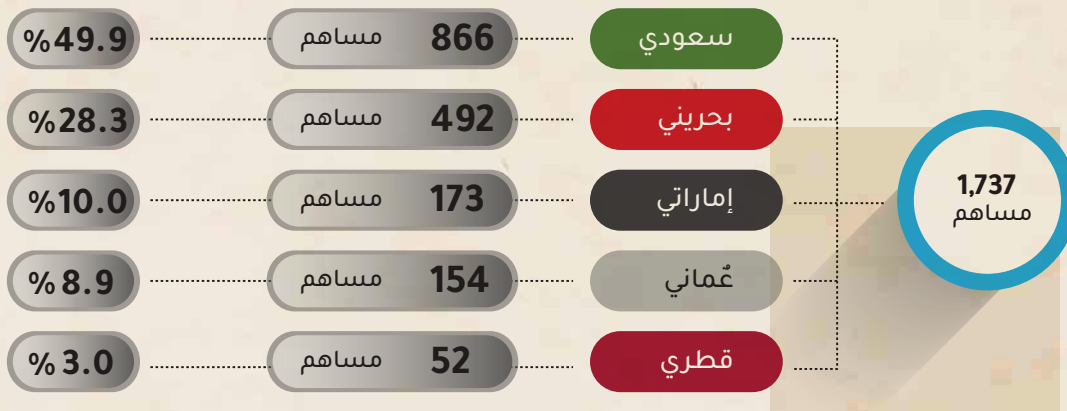 1,737
مساهم
سعودي 866 مساهم %49.9
بحريني 492 مساهم %28.3
إماراتي 173 مساهم %10.0
عُماني 154 مساهم %8.9
قطري 52 مساهم %3.0